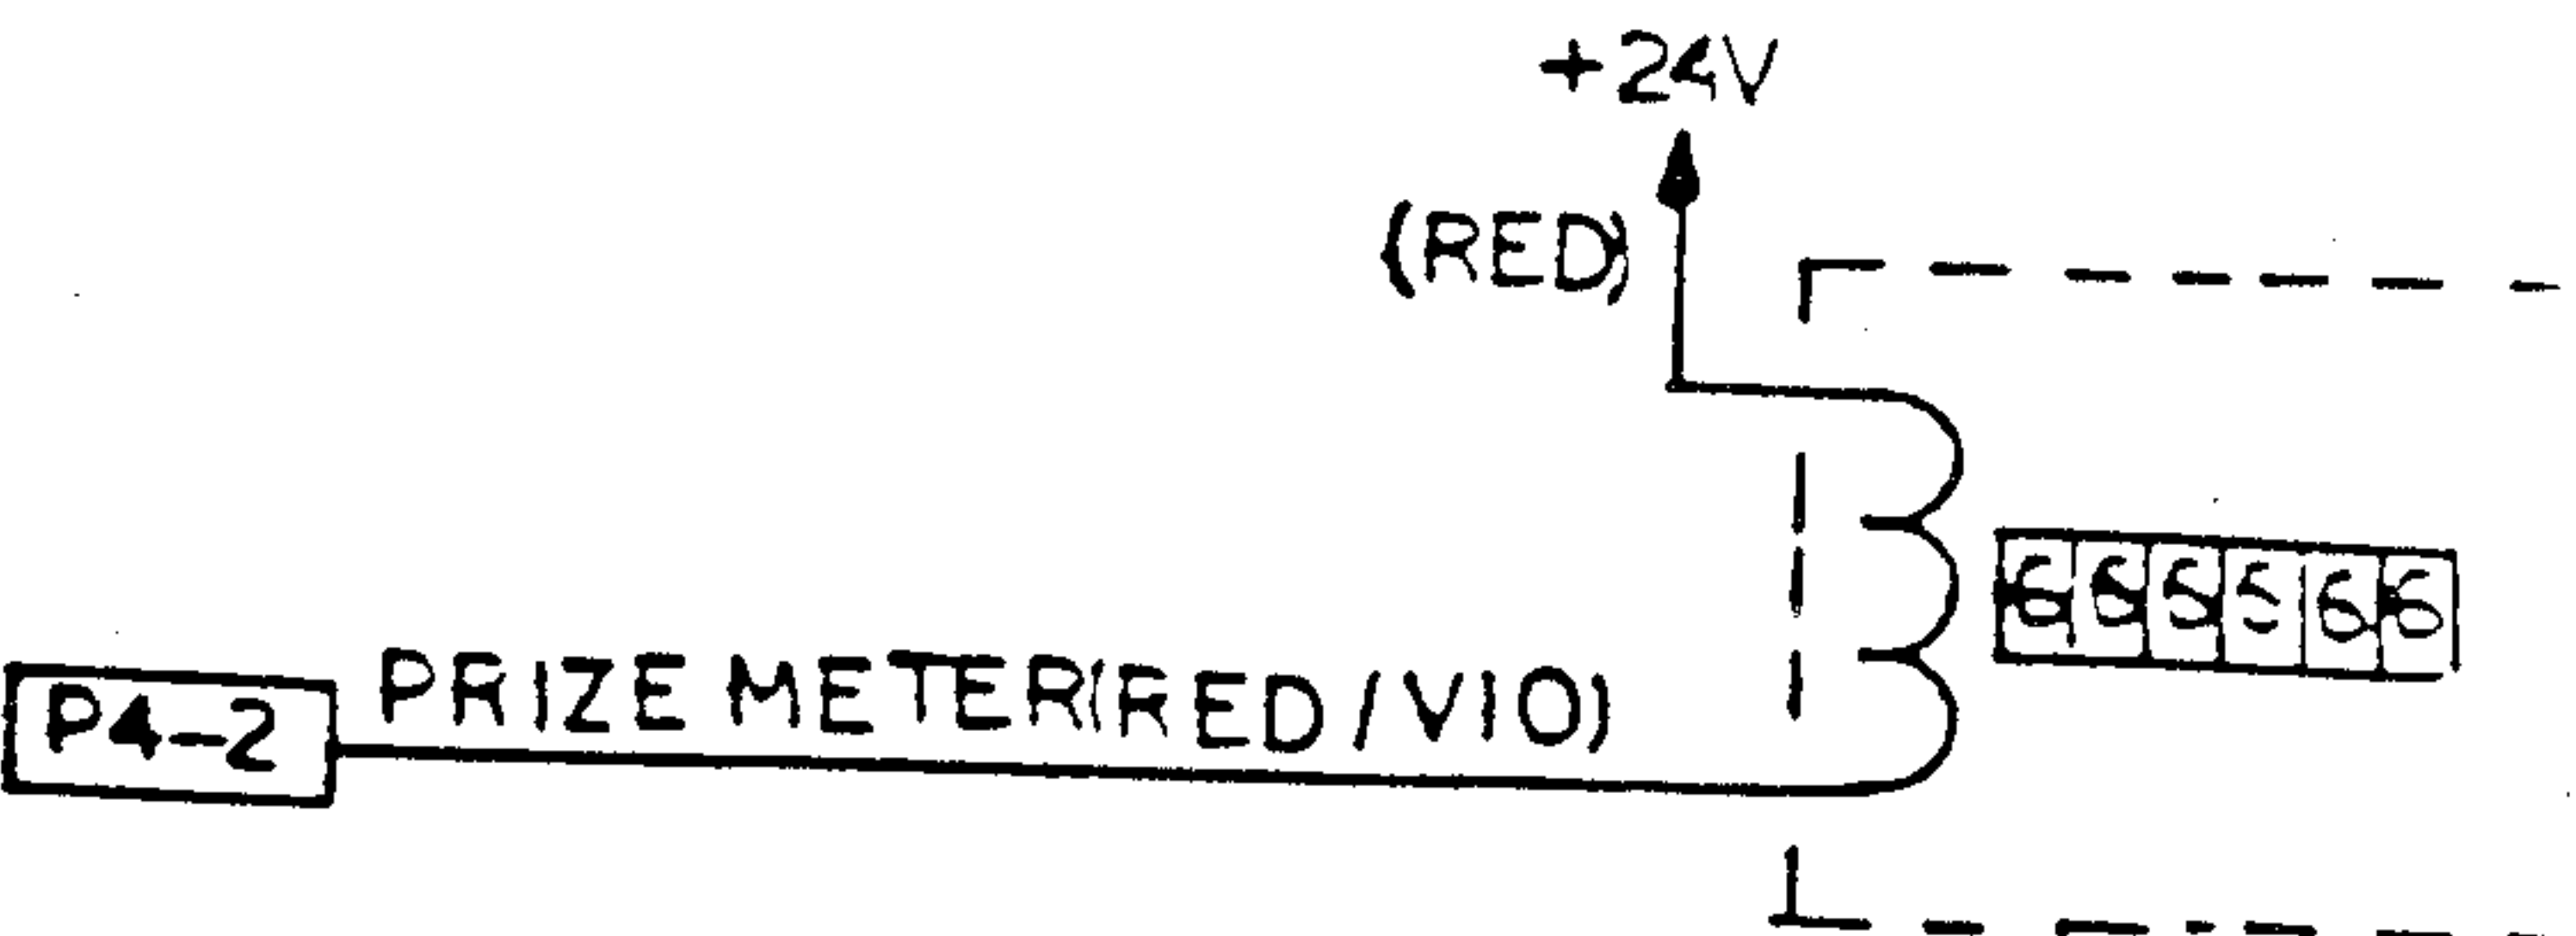 +24V
(RED)
PRIZE METER(RED/VIO)
P4-2